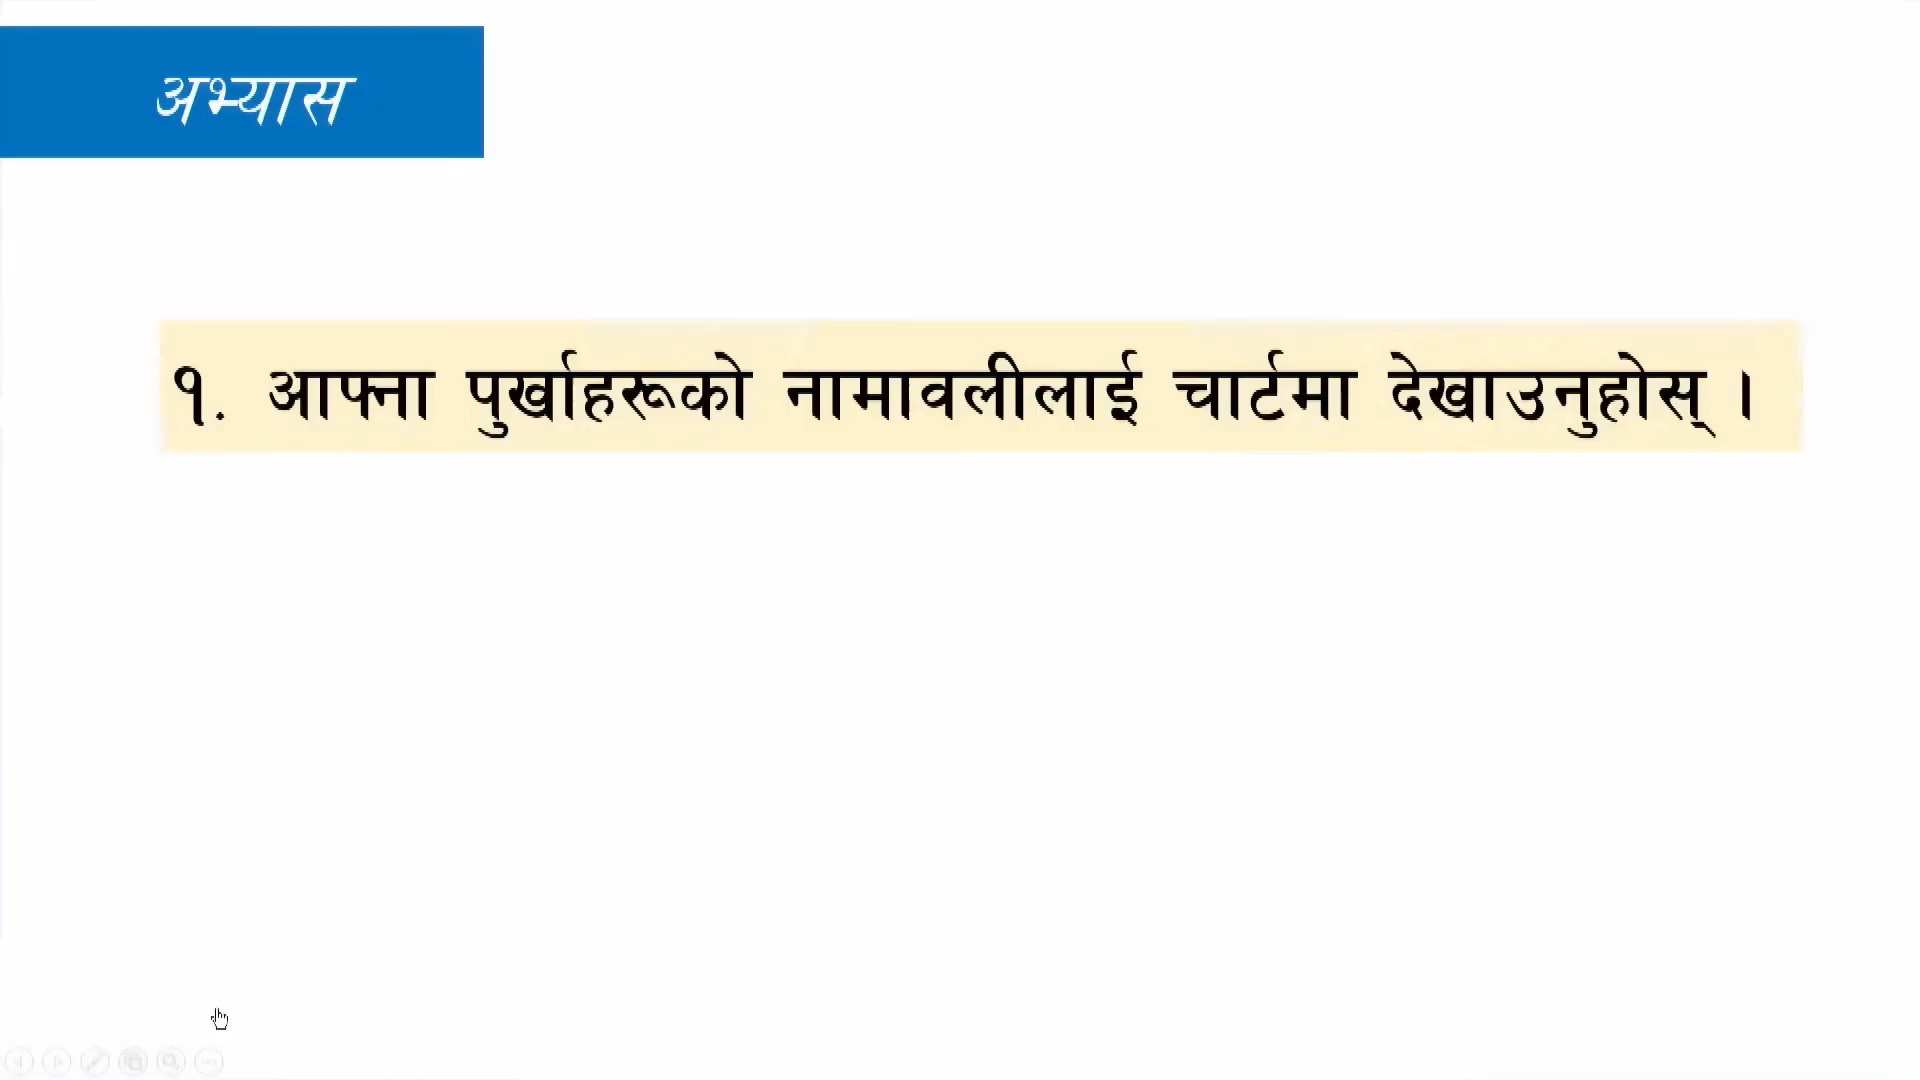 अभ्यास
१. आफ्ना पुर्खाहरूको नामावलीलाई चार्टमा देखाउनुहोस् ।